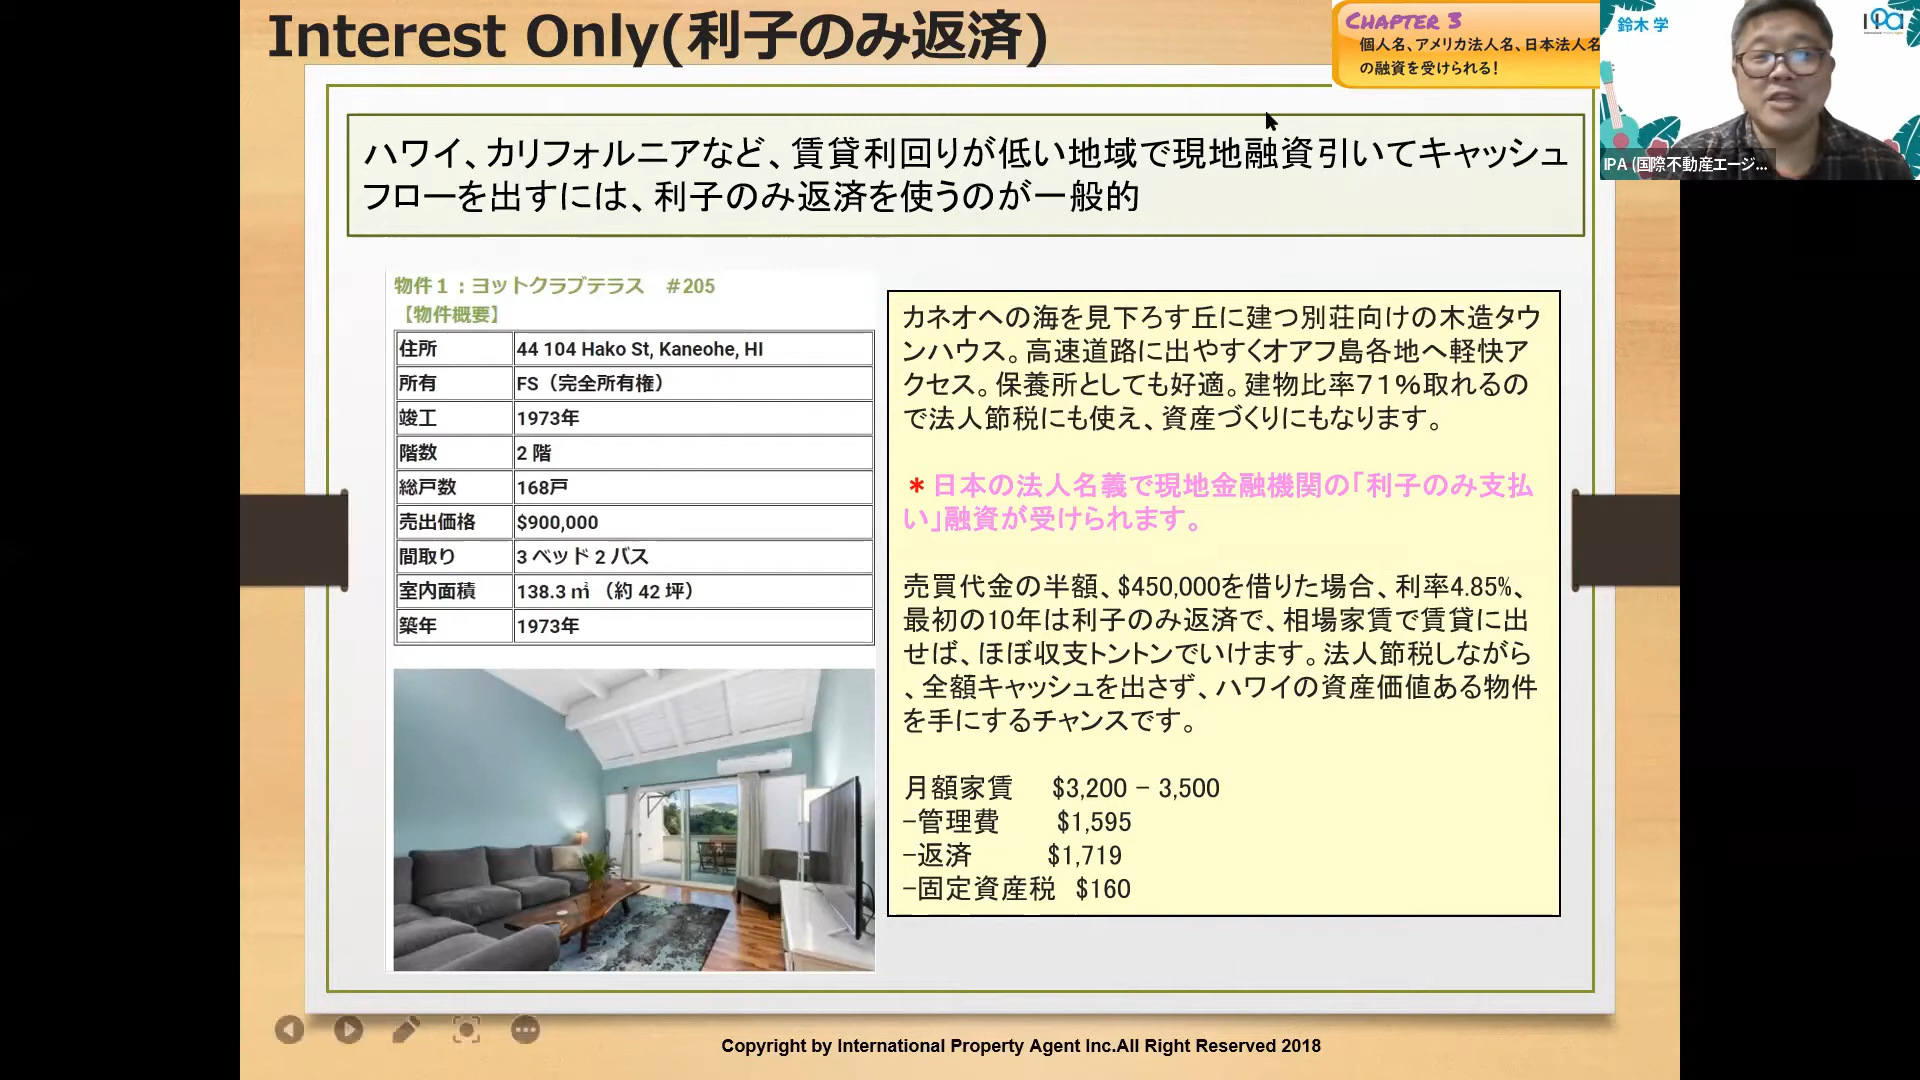 Interest Only(利子のみ返済)
CHAPTER 3
個人名、アメリカ法人名、日本法人名
の融資を受けられる!
鈴木 学
IPA
IPA (国際不動産エージ...
ハワイ、カリフォルニアなど、賃貸利回りが低い地域で現地融資引いてキャッシュ
フローを出すには、利子のみ返済を使うのが一般的
物件1:ヨットクラブテラス #205
【物件概要】
住所 44 104 Hako St, Kaneohe, HI
所有 FS(完全所有権)
竣工 1973年
階数 2 階
総戸数 168戸
売出価格 $900,000
間取り 3 ベッド 2 バス
室内面積 138.3 ㎡ (約 42 坪)
築年 1973年
カネオヘの海を見下ろす丘に建つ別荘向けの木造タウ
ンハウス。高速道路に出やすくオアフ島各地へ軽快ア
クセス。保養所としても好適。建物比率71%取れるの
で法人節税にも使え、資産づくりにもなります。
*日本の法人名義で現地金融機関の「利子のみ支払
い」融資が受けられます。
売買代金の半額、$450,000を借りた場合、利率4.85%、
最初の10年は利子のみ返済で、相場家賃で賃貸に出
せば、ほぼ収支トントンでいけます。法人節税しながら
、全額キャッシュを出さず、ハワイの資産価値ある物件
を手にするチャンスです。
月額家賃 $3,200 – 3,500
-管理費 $1,595
-返済 $1,719
-固定資産税 $160
Copyright by International Property Agent Inc.All Right Reserved 2018